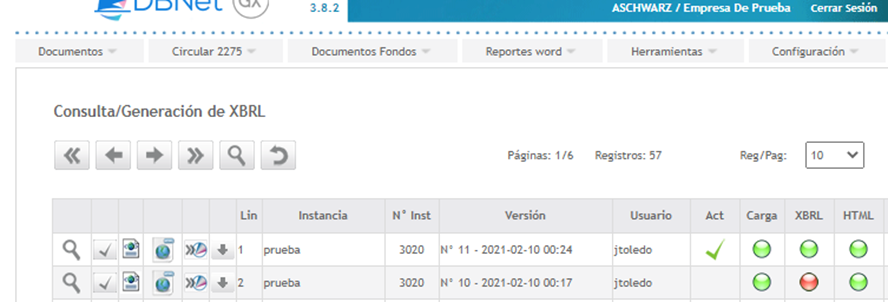 DBNet GX
3.8.2
ASCHWARZ / Empresa De Prueba Cerrar Sesión
Documentos Circular 2275 Documentos Fondos Reportes word Herramientas Configuración
Consulta/Generación de XBRL
Páginas: 1/6 Registros: 57 Reg/Pag: 10
Lin Instancia N° Inst Versión Usuario Act Carga XBRL HTML
1 prueba 3020 N° 11 - 2021-02-10 00:24 jtoledo
2 prueba 3020 N° 10 - 2021-02-10 00:17 jtoledo